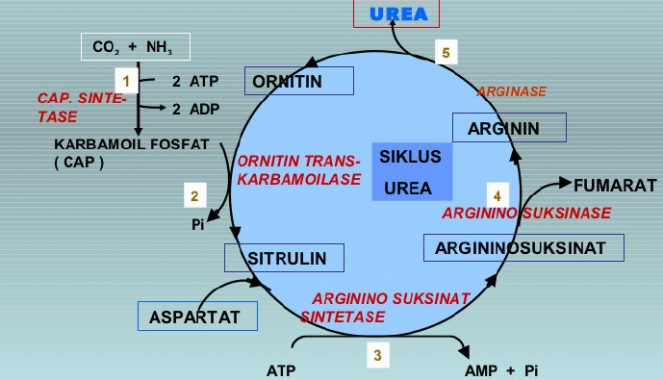 UREA
CO₂ + NH₃
5
1
2 ATP
ORNITIN
ARGINASE
CAP. SINTE-
TASE
2 ADP
ARGININ
KARBAMOIL FOSFAT
( CAP )
ORNITIN TRANS-
KARBAMOILASE
SIKLUS
UREA
2
4
FUMARAT
Pi
ARGININO SUKSINASE
SITRULIN
ARGININOSUKSINAT
ASPARTAT
ARGININO SUKSINAT
SINTETASE
3
ATP
AMP + Pi